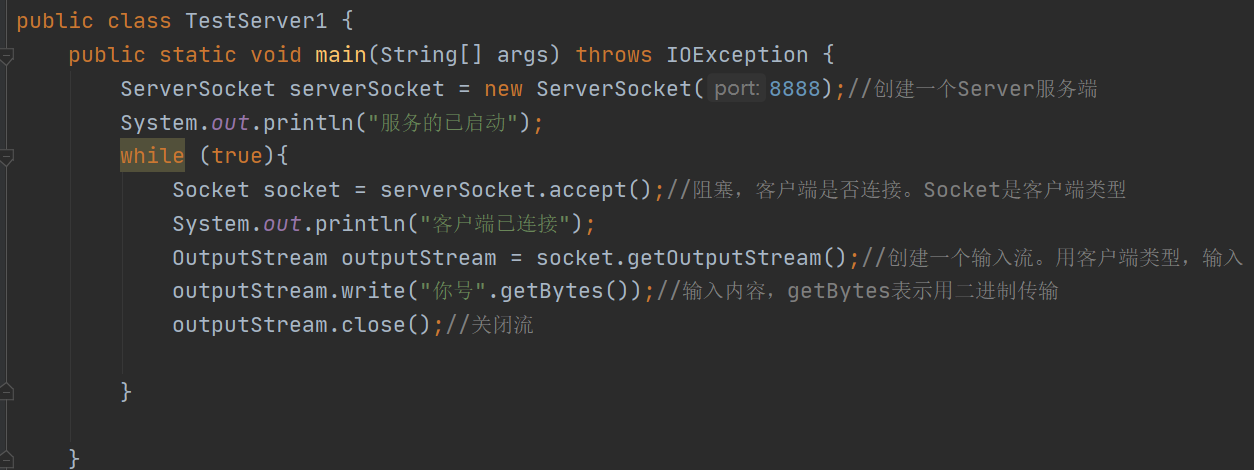 public class TestServer1 {
public static void main(String[] args) throws IOException {
ServerSocket serverSocket = new ServerSocket( port: 8888);//创建一个Server服务端
System.out.println("服务的已启动");
while (true){
Socket socket = serverSocket.accept();//阻塞，客户端是否连接。Socket是客户端类型
System.out.println("客户端已连接");
OutputStream outputStream = socket.getOutputStream();//创建一个输入流。用客户端类型，输入
outputStream.write("你号".getBytes());//输入内容，getBytes表示用二进制传输
outputStream.close();//关闭流
}
}